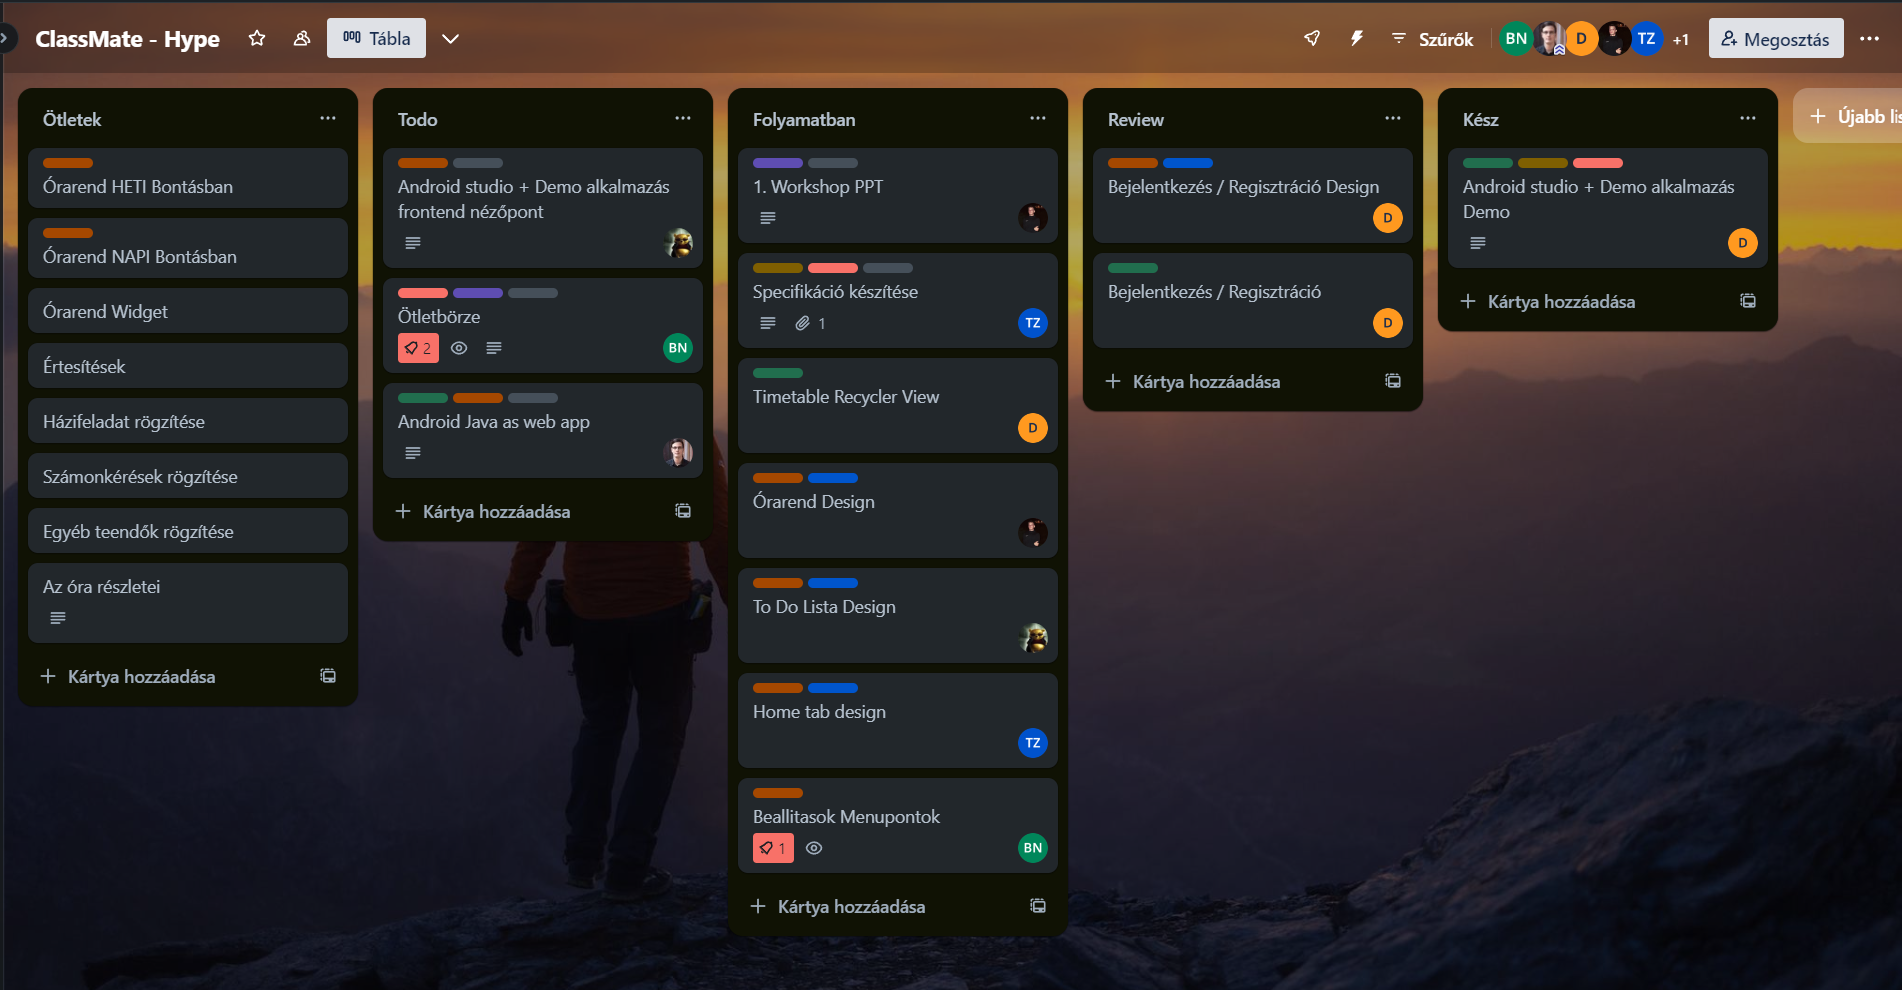 ClassMate - Hype
Tábla
Szűrők
BN
D
TZ
+1
Megosztás
Ötletek
Órarend HETI Bontásban
Órarend NAPI Bontásban
Órarend Widget
Értesítések
Házifeladat rögzítése
Számonkérések rögzítése
Egyéb teendők rögzítése
Az óra részletei
Kártya hozzáadása
Todo
Android studio + Demo alkalmazás
frontend nézőpont
Ötletbörze
2
BN
Android Java as web app
Kártya hozzáadása
Folyamatban
1. Workshop PPT
Specifikáció készítése
1
TZ
Timetable Recycler View
D
Órarend Design
To Do Lista Design
Home tab design
TZ
Beallitasok Menupontok
1
BN
Kártya hozzáadása
Review
Bejelentkezés / Regisztráció Design
D
Bejelentkezés / Regisztráció
D
Kártya hozzáadása
Kész
Android studio + Demo alkalmazás
Demo
D
Kártya hozzáadása
Újabb lis